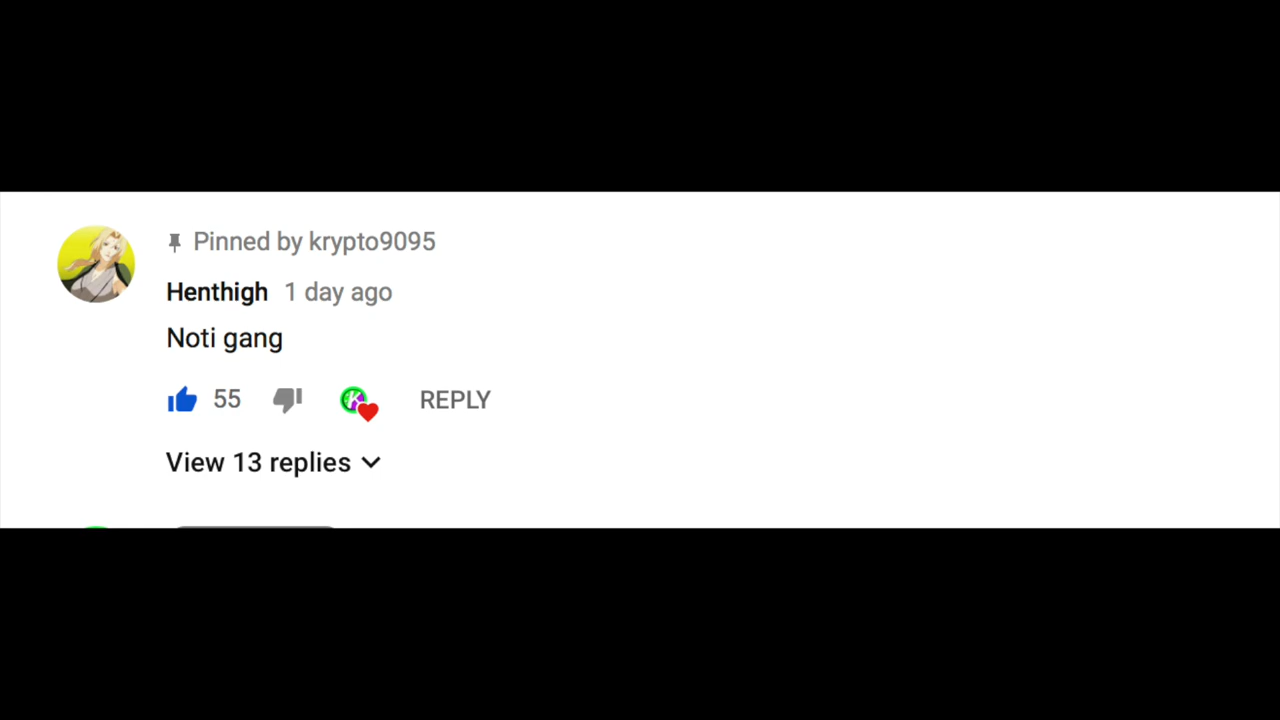 Pinned by krypto9095
Henthigh 1 day ago
Noti gang
55 REPLY
View 13 replies